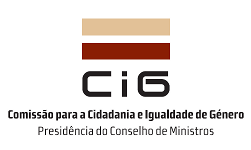 CiG
Comissão para a Cidadania e Igualdade de Género
Presidência do Conselho de Ministros